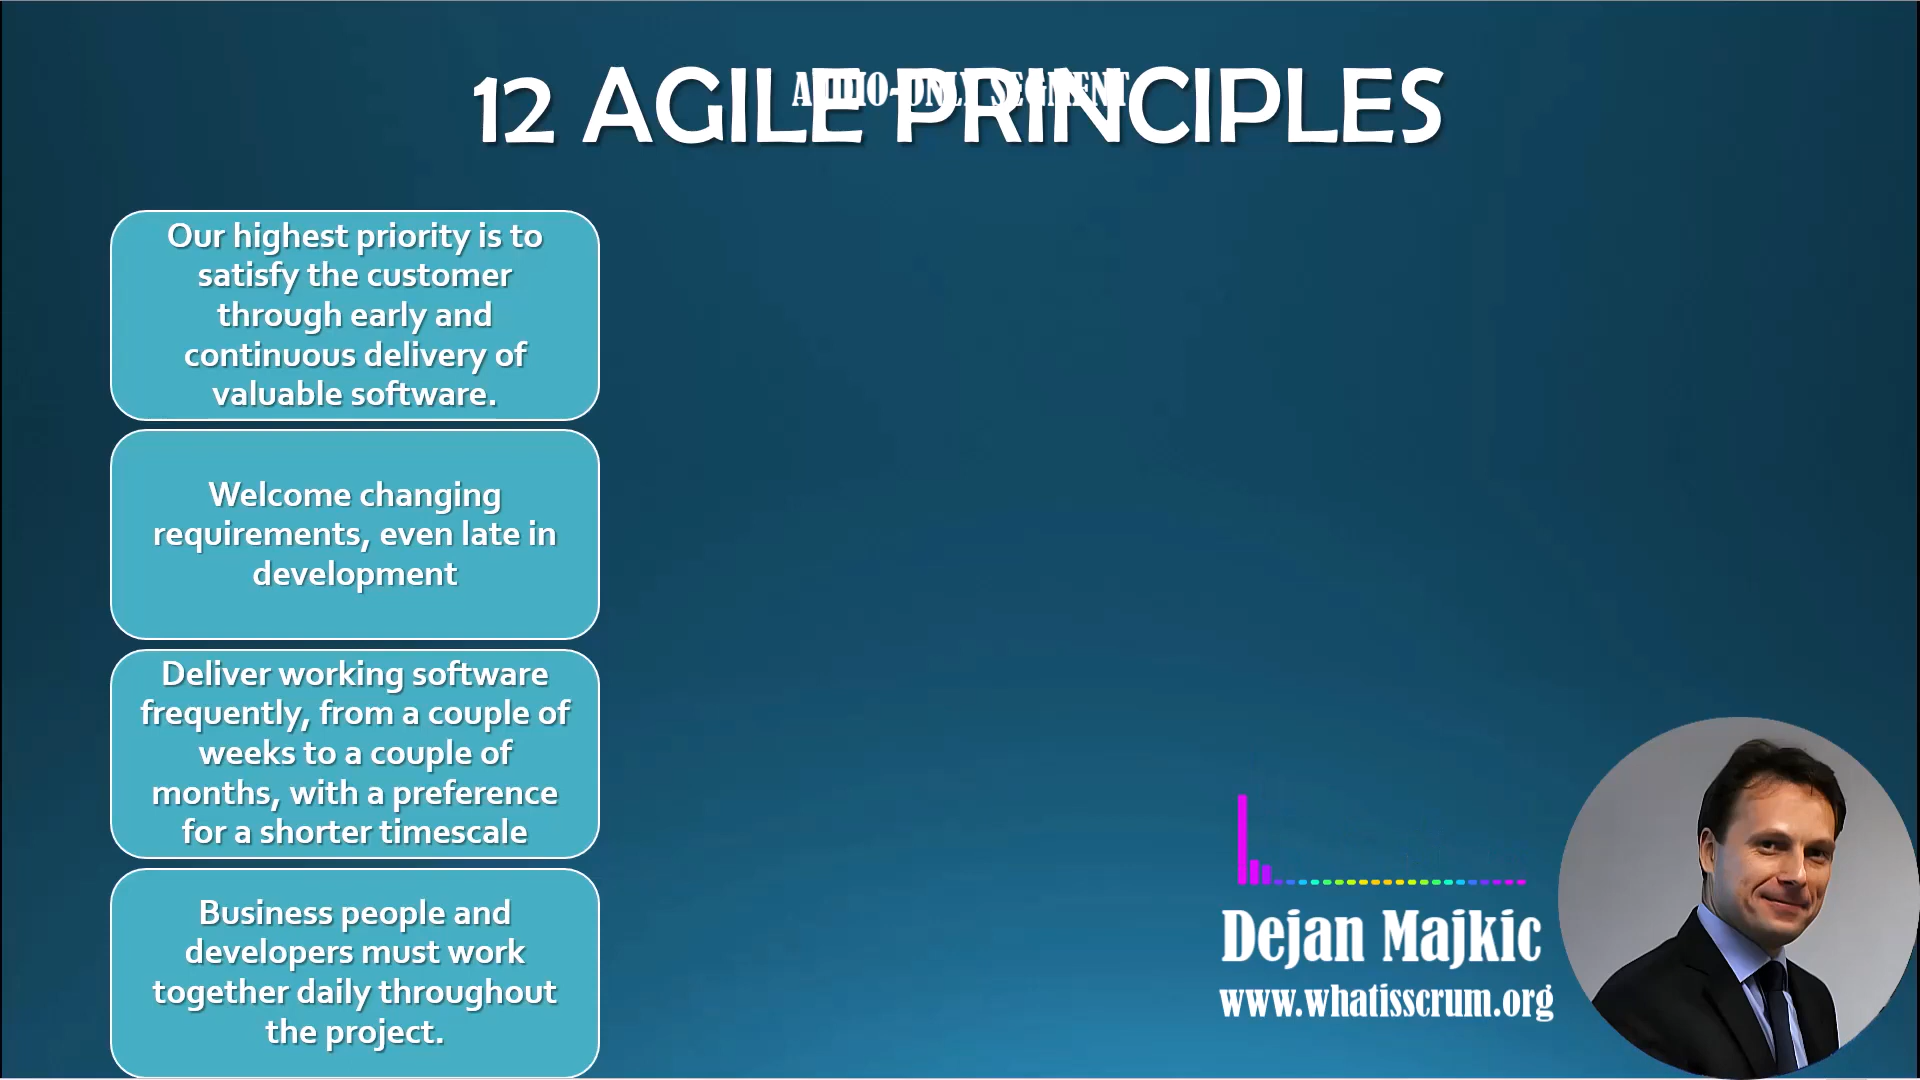 12 AGILE PRINCIPLES
AUDIO-ONLY SEGMENT
Our highest priority is to
satisfy the customer
through early and
continuous delivery of
valuable software.
Welcome changing
requirements, even late in
development
Deliver working software
frequently, from a couple of
weeks to a couple of
months, with a preference
for a shorter timescale
Business people and
developers must work
together daily throughout
the project.
Dejan Majkic
www.whatisscrum.org